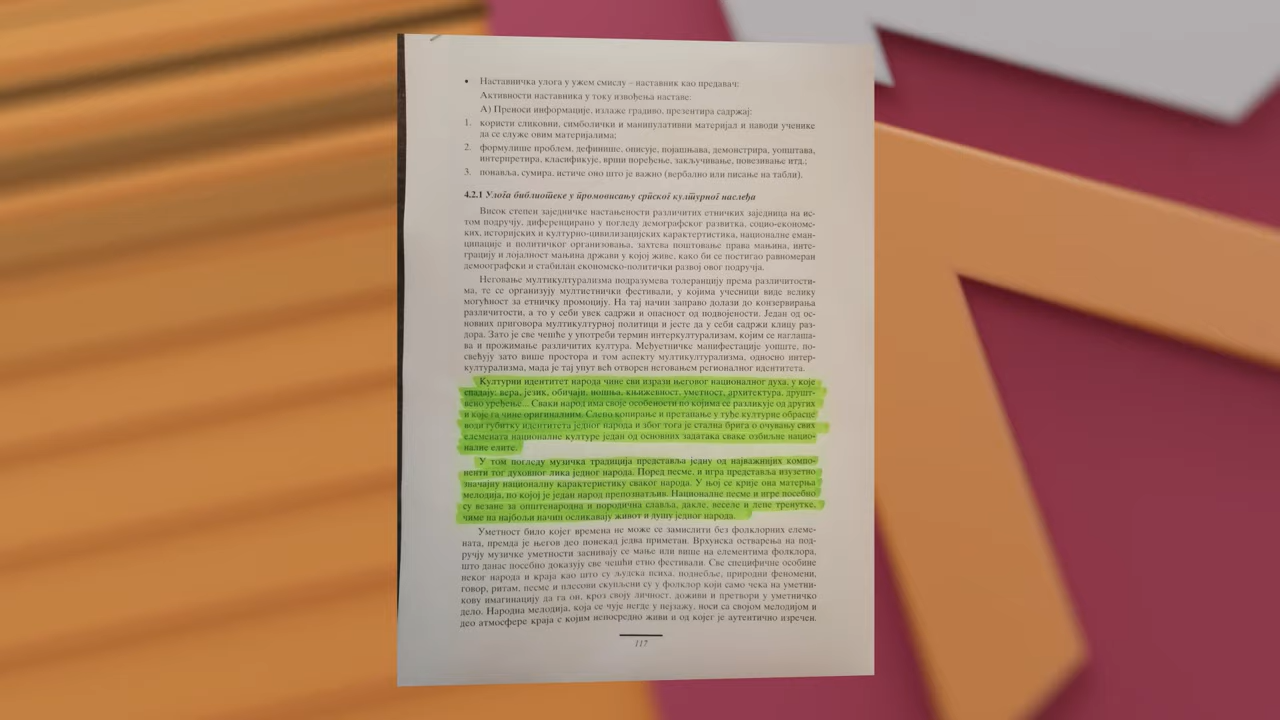 • Наставничка улога у ужем смислу – наставник као предавач:
Активности наставника у току извођења наставе:
А) Преноси информације, излаже градиво, презентира садржај:
1. користи сликовни, симболички и манипулативни материјал и наводи ученике
да се служе овим материјалима;
2. формулише проблем, дефинише, описује, појашњава, демонстрира, уопштава,
интерпретира, класификује, врши поређење, закључивање, повезивање итд.;
3. понавља, сумира, истиче оно што је важно (вербално или писање на табли).
4.2.1 Улога библиотеке у промовисању српског културног наслеђа
Висок степен заједничке настањености различитих етничких заједница на ис-
том подручју, диференцирано у погледу демографског развитка, социо-економс-
ких, историјских и културно-цивилизацијских карактертистика, националне еман-
ципације и политичког организовања, захтева поштовање права мањина, инте-
грацију и лојалност мањина држави у којој живе, како би се постигао равномеран
демоографски и стабилан економско-политички развој овог подручја.
Неговање мултикултурализма подразумева толеранцију према различитости-
ма, те се организују мултиетнички фестивали, у којима учесници виде велику
могућност за етничку промоцију. На тај начин заправо долази до конзервирања
различитости, а то у себи увек садржи и опасност од подвојености. Један од ос-
новних приговора мултикултурној политици и јесте да у себи садржи клицу раз-
дора. Зато је све чешће у употреби термин интеркултурализам, којим се наглаша-
ва и прожимање различитих култура. Међуетничке манифестације уопште, по-
свећују зато више простора и том аспекту мултикултурализма, односно интер-
културализма, мада је тај упут већ отворен неговањем регионалног идентитета.
Културни идентитет народа чине сви изрази његовог националног духа, у које
спадају: вера, језик, обичаји, ношња, књижевност, уметност, архитектура, друшт-
вено уређење... Сваки народ има своје особености по којима се разликује од других
и које га чине оригиналним. Слепо копирање и претапање у туђе културне обрасце
води губитку идентитета једног народа и због тога је стална брига о очувању свих
елемената националне културе један од основних задатака сваке озбиљне нацио-
налне елите.
У том погледу музичка традиција представља једну од најважнијих компо-
ненти тог духовног лика једног народа. Поред песме, и игра представља изузетно
значајну националну карактеристику сваког народа. У њој се крије она матерња
мелодија, по којој је један народ препознатљив. Националне песме и игре посебно
су везане за општенародна и породична славља, дакле, веселе и лепе тренутке,
чиме на најбољи начин осликавају живот и душу једног народа.
Уметност било којег времена не може се замислити без фолклорних елеме-
ната, премда је његов део понекад једва приметан. Врхунска остварења на под-
ручју музичке уметности заснивају се мање или више на елементима фолклора,
што данас посебно доказују све чешћи етно фестивали. Све специфичне особине
неког народа и краја као што су људска психа, поднебље, природни феномени,
говор, ритам, песме и плесови скупљени су у фолклор који само чека на уметни-
кову имагинацију да га он, кроз своју личност, доживи и претвори у уметничко
дело. Народна мелодија, која се чује негде у пејзажу, носи са својом мелодијом и
део атмосфере краја с којим непосредно живи и од којег је аутентично изречен.
117